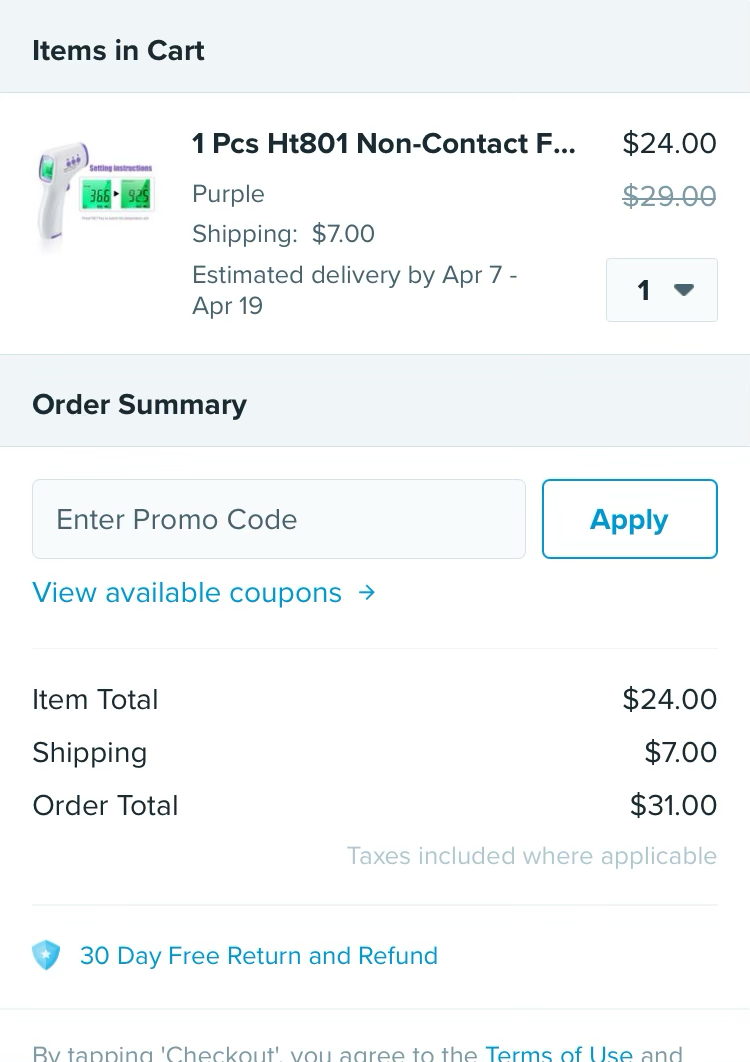 Items in Cart
1 Pcs Ht801 Non-Contact F...
$24.00
Purple
$29.00
Shipping: $7.00
Estimated delivery by Apr 7 -
Apr 19
1
Setting instructions
36.6
92.5
Order Summary
Enter Promo Code
Apply
View available coupons →
Item Total $24.00
Shipping $7.00
Order Total $31.00
Taxes included where applicable
30 Day Free Return and Refund
By tapping 'Checkout', you agree to the Terms of Use and